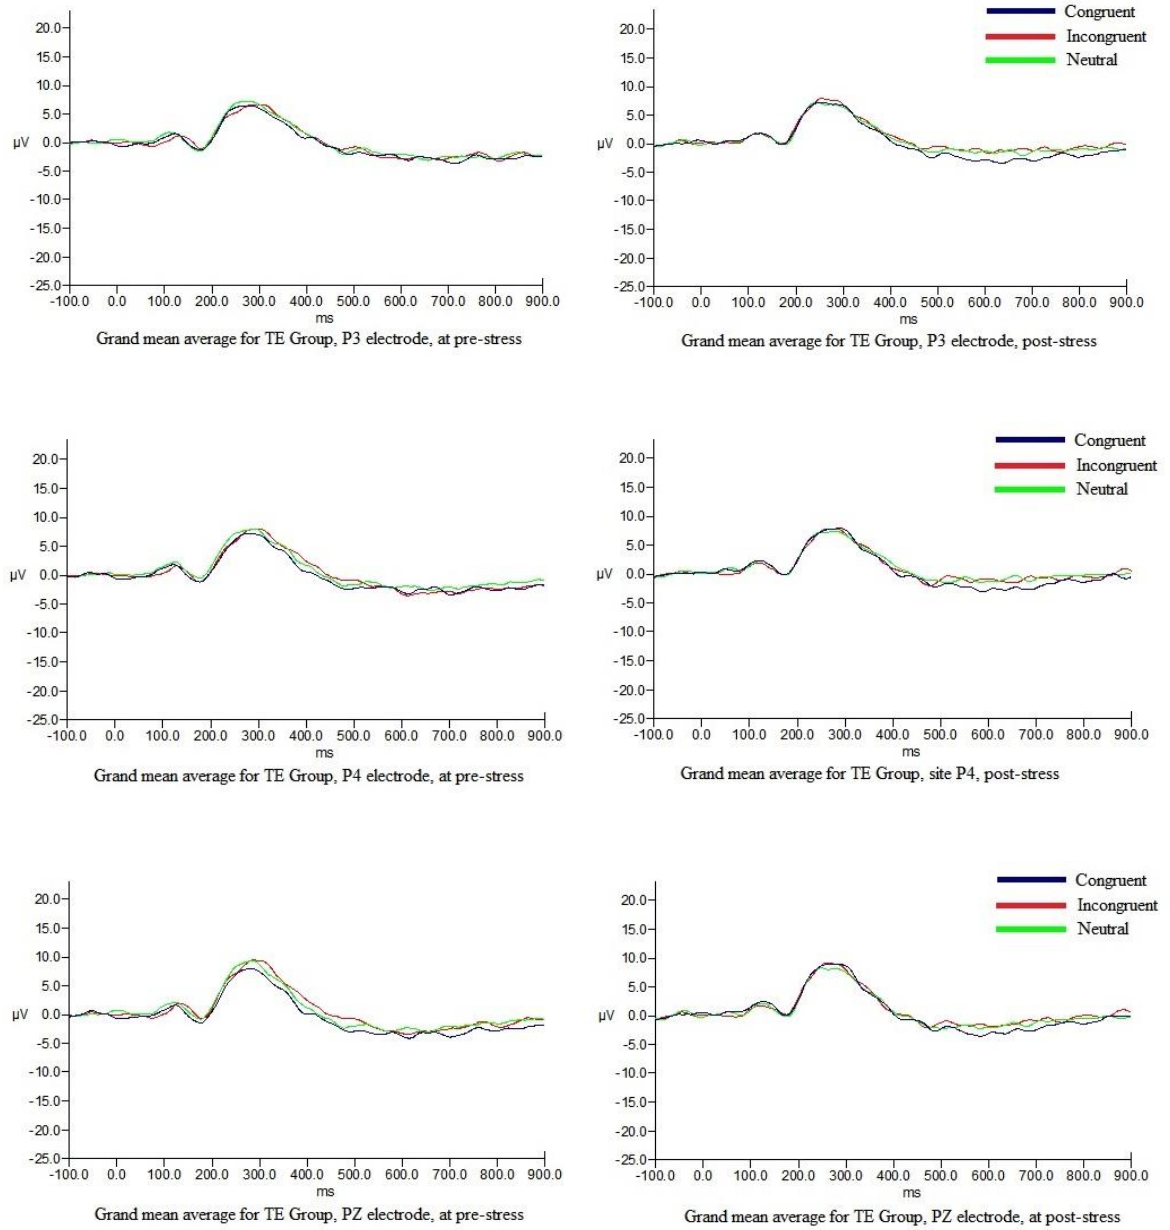 20.0
15.0
10.0
5.0
µV 0.0
-5.0
-10.0
-15.0
-20.0
-25.0
-100.0 0.0 100.0 200.0 300.0 400.0 500.0 600.0 700.0 800.0 900.0
ms
Grand mean average for TE Group, P3 electrode, at pre-stress
Congruent
Incongruent
Neutral
20.0
15.0
10.0
5.0
µV 0.0
-5.0
-10.0
-15.0
-20.0
-25.0
-100.0 0.0 100.0 200.0 300.0 400.0 500.0 600.0 700.0 800.0 900.0
ms
Grand mean average for TE Group, P3 electrode, post-stress
20.0
15.0
10.0
5.0
µV 0.0
-5.0
-10.0
-15.0
-20.0
-25.0
-100.0 0.0 100.0 200.0 300.0 400.0 500.0 600.0 700.0 800.0 900.0
ms
Grand mean average for TE Group, P4 electrode, at pre-stress
Congruent
Incongruent
Neutral
20.0
15.0
10.0
5.0
µV 0.0
-5.0
-10.0
-15.0
-20.0
-25.0
-100.0 0.0 100.0 200.0 300.0 400.0 500.0 600.0 700.0 800.0 900.0
ms
Grand mean average for TE Group, site P4, post-stress
20.0
15.0
10.0
5.0
µV 0.0
-5.0
-10.0
-15.0
-20.0
-25.0
-100.0 0.0 100.0 200.0 300.0 400.0 500.0 600.0 700.0 800.0 900.0
ms
Grand mean average for TE Group, PZ electrode, at pre-stress
Congruent
Incongruent
Neutral
20.0
15.0
10.0
5.0
µV 0.0
-5.0
-10.0
-15.0
-20.0
-25.0
-100.0 0.0 100.0 200.0 300.0 400.0 500.0 600.0 700.0 800.0 900.0
ms
Grand mean average for TE Group, PZ electrode, at post-stress